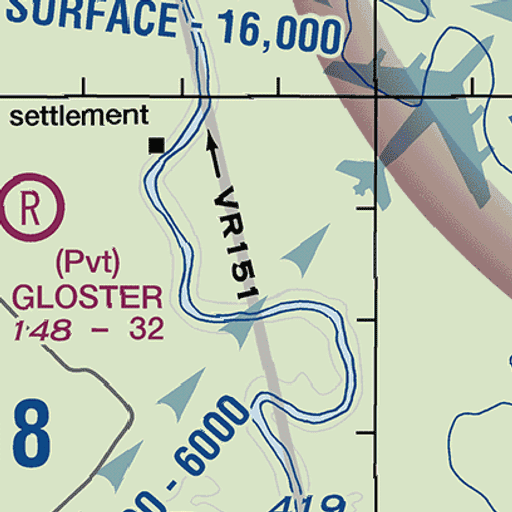 SURFACE - 16,000
settlement
R
VR151
(Pvt)
GLOSTER
148 - 32
8
00 - 6000
419